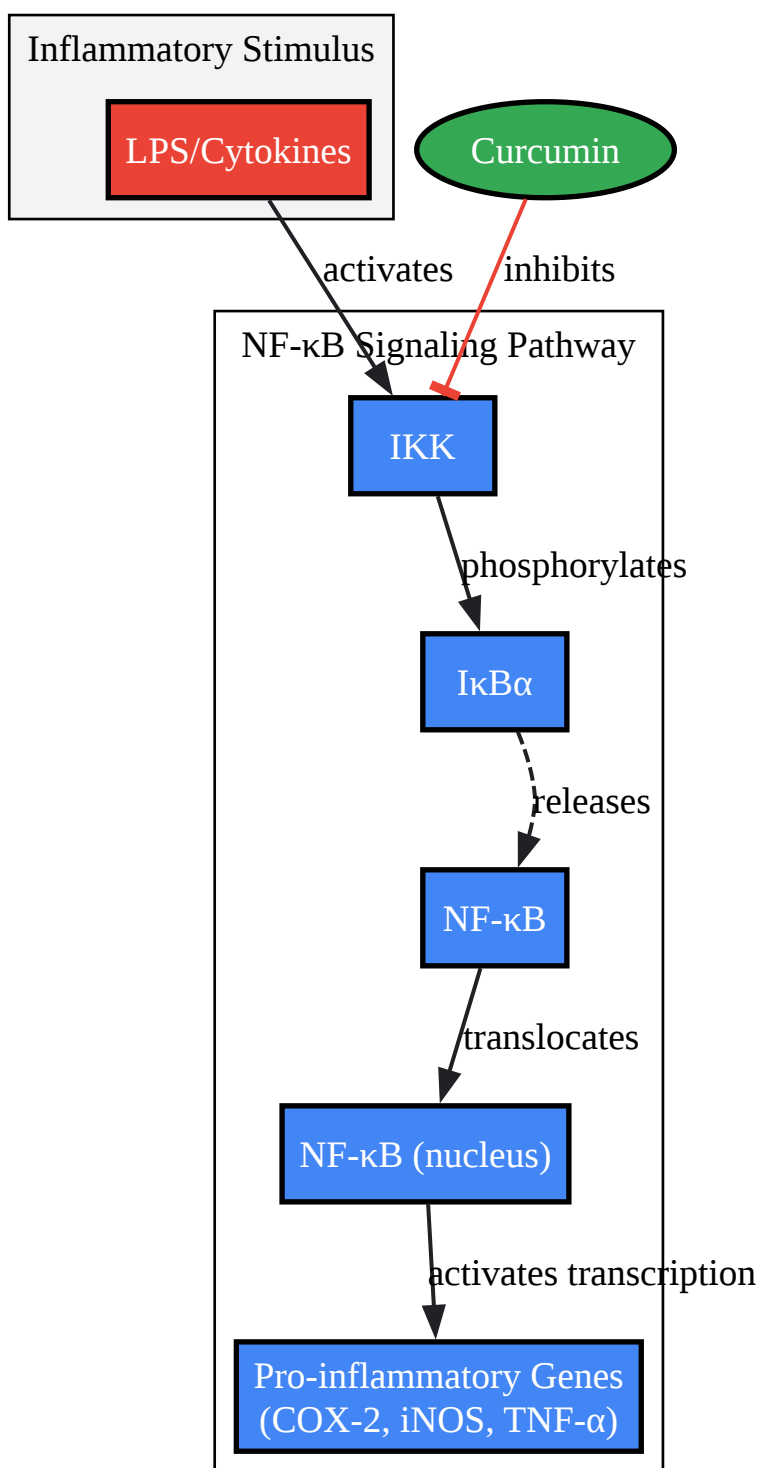 Inflammatory Stimulus
LPS/Cytokines
Curcumin
activates
inhibits
NF-κB Signaling Pathway
IKK
phosphorylates
IκBα
releases
NF-κB
translocates
NF-κB (nucleus)
activates transcription
Pro-inflammatory Genes
(COX-2, iNOS, TNF-α)